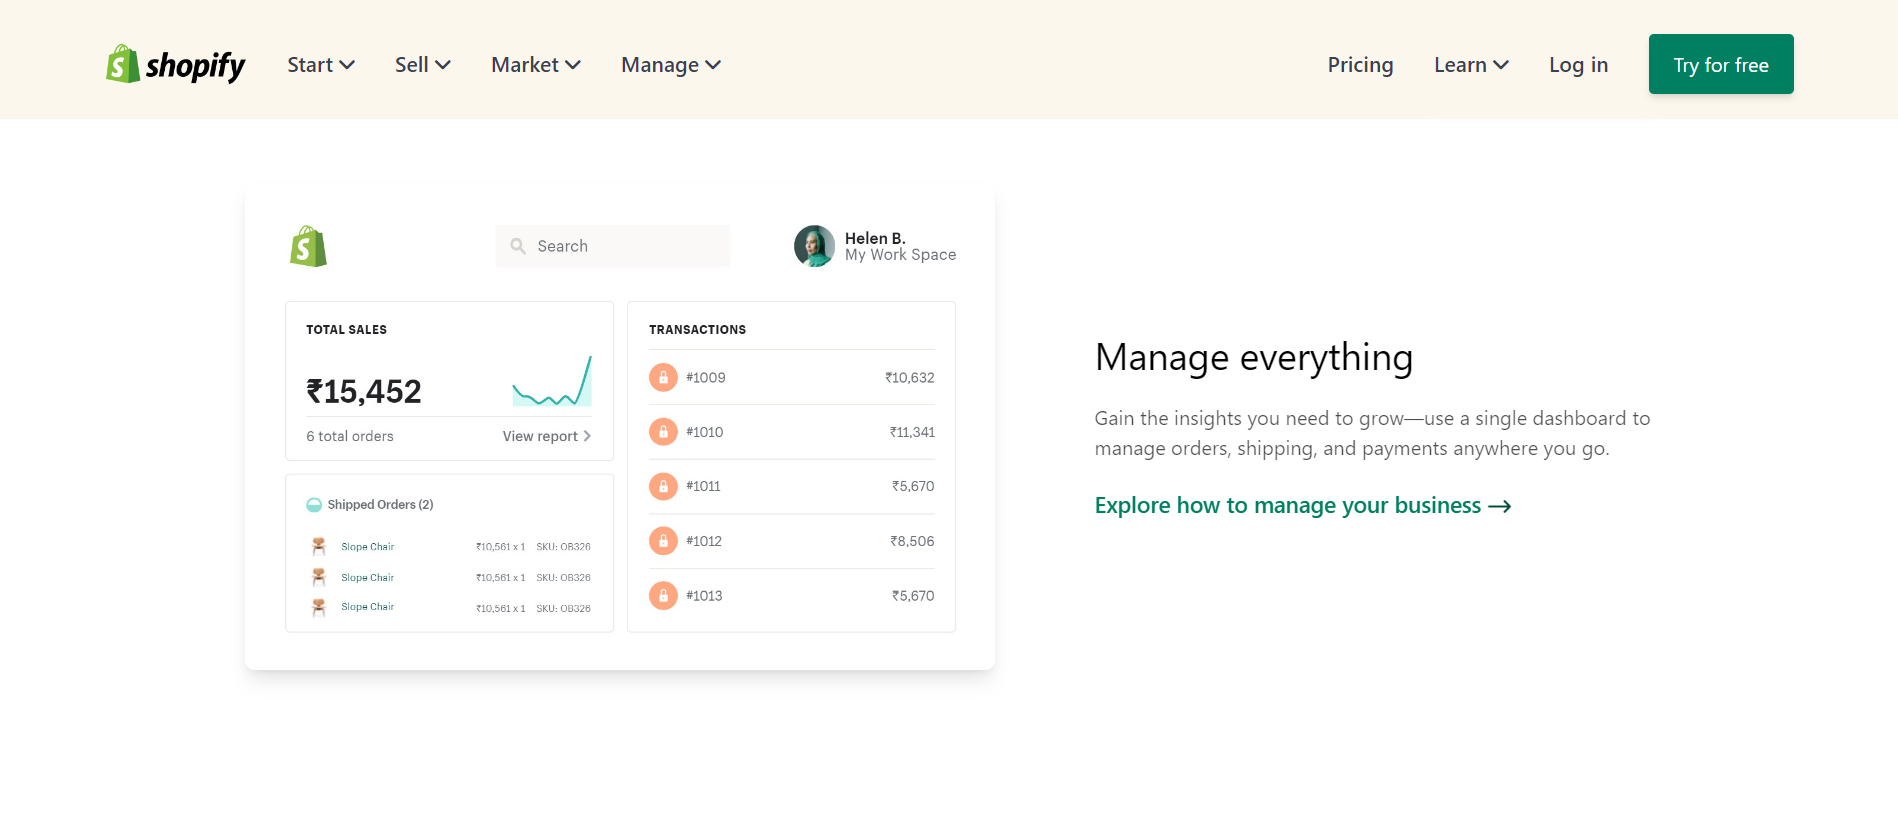 shopify Start Sell Market Manage Pricing Learn Log in Try for free
Search
Helen B.
My Work Space
TOTAL SALES
₹15,452
6 total orders View report
Shipped Orders (2)
Slope Chair ₹10,561 x 1 SKU: OB326
Slope Chair ₹10,561 x 1 SKU: OB326
Slope Chair ₹10,561 x 1 SKU: OB326
TRANSACTIONS
#1009 ₹10,632
#1010 ₹11,341
#1011 ₹5,670
#1012 ₹8,506
#1013 ₹5,670
Manage everything
Gain the insights you need to grow—use a single dashboard to
manage orders, shipping, and payments anywhere you go.
Explore how to manage your business →